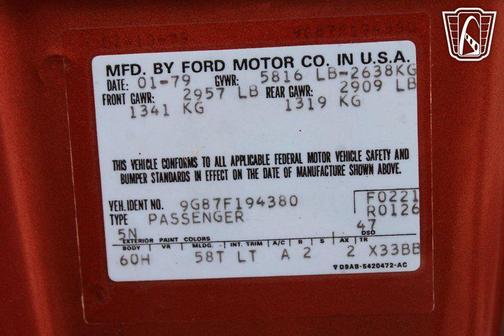 MFD. BY FORD MOTOR CO. IN U.S.A.
DATE: 01-79 GVWR: 5816 LB-2638KG
FRONT GAWR: 2957 LB REAR GAWR: 2909 LB
1341 KG 1319 KG
THIS VEHICLE CONFORMS TO ALL APPLICABLE FEDERAL MOTOR VEHICLE SAFETY AND
BUMPER STANDARDS IN EFFECT ON THE DATE OF MANUFACTURE SHOWN ABOVE.
VEH. IDENT NO. 9G87F194380 F0221
TYPE PASSENGER R0126
5N 47
EXTERIOR PAINT COLORS DSO
BODY VR MLDG. INT. TRIM A/C R S AX TR
60H 58T LT A 2 2 X33BB
▽D9AB-5420472-AC